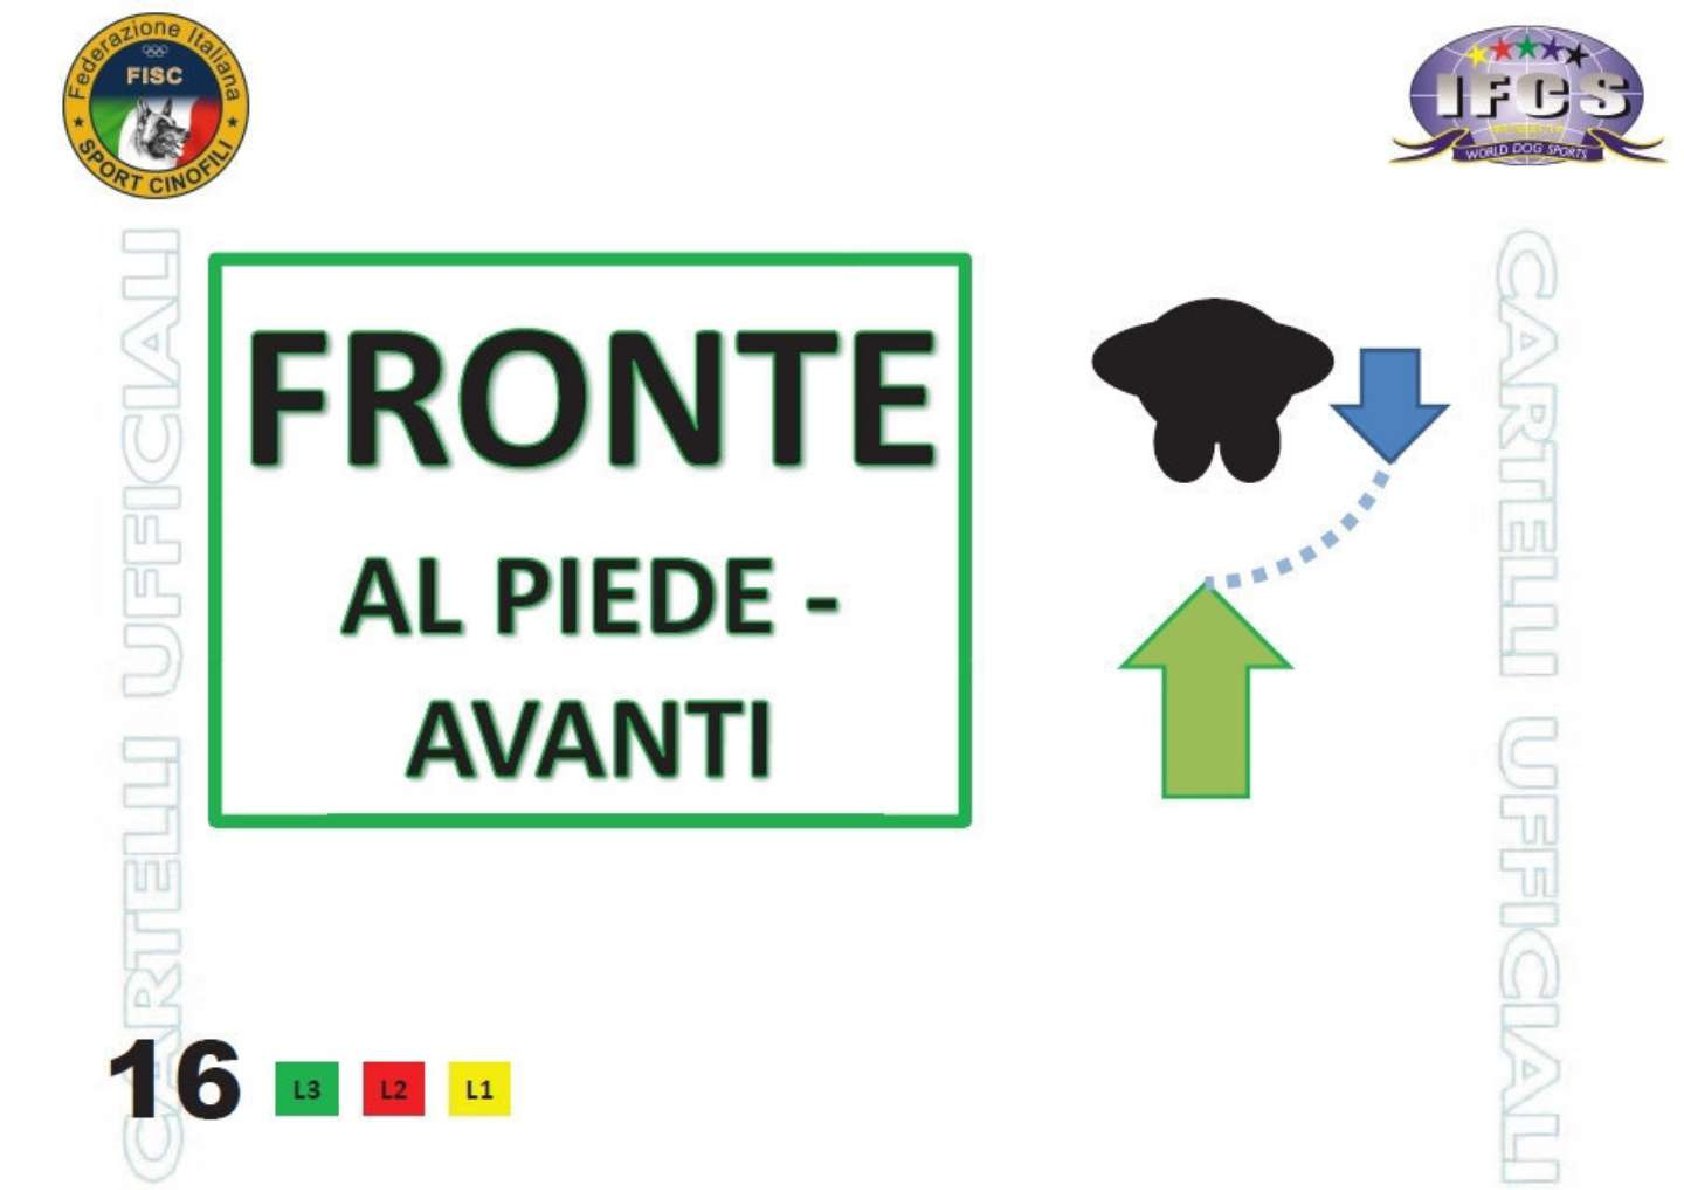 Federazione Italiana
FISC
SPORT CINOFILI
IFCS
WORLD DOG SPORTS
CARTELLI UFFICIALI
FRONTE
AL PIEDE -
AVANTI
CARTELLI UFFICIALI
16
L3
L2
L1